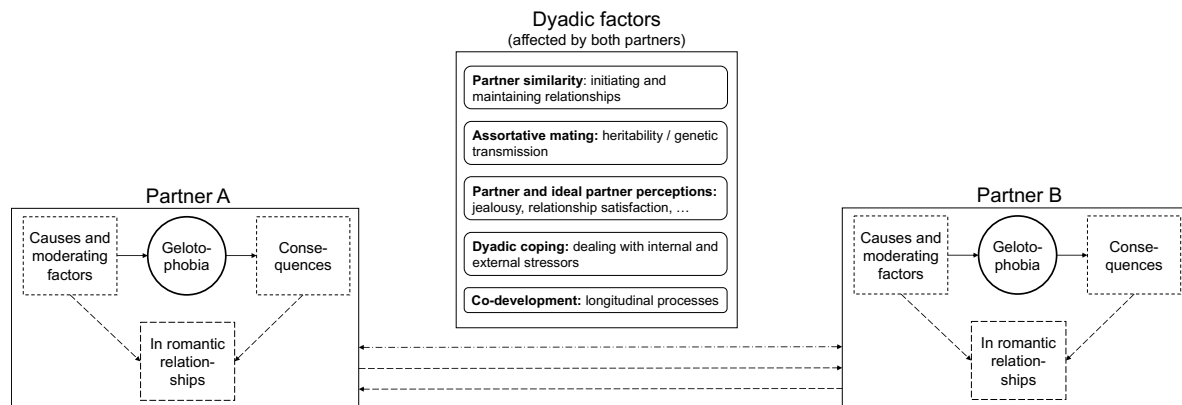 Dyadic factors
(affected by both partners)
Partner similarity: initiating and
maintaining relationships
Assortative mating: heritability / genetic
transmission
Partner and ideal partner perceptions:
jealousy, relationship satisfaction, …
Dyadic coping: dealing with internal and
external stressors
Co-development: longitudinal processes
Partner A
Causes and
moderating
factors
Geloto-
phobia
Conse-
quences
In romantic
relation-
ships
Partner B
Causes and
moderating
factors
Geloto-
phobia
Conse-
quences
In romantic
relation-
ships